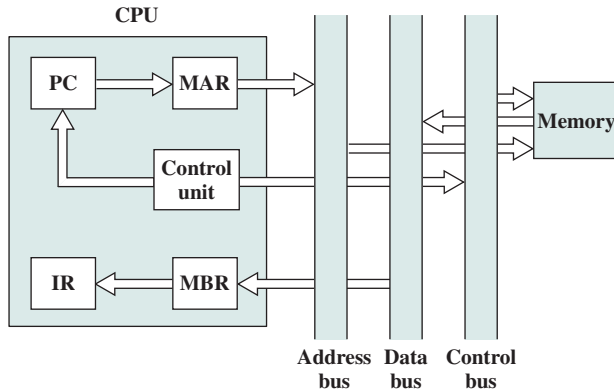 CPU
PC
MAR
Memory
Control
unit
IR
MBR
Address
bus
Data
bus
Control
bus